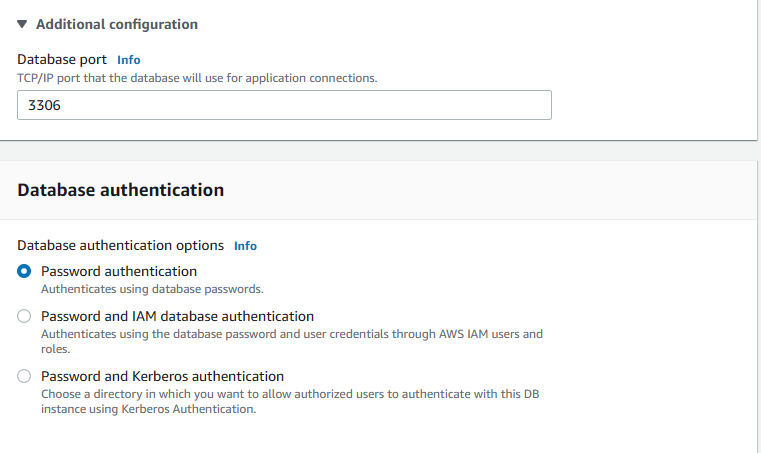 Additional configuration
Database port Info
TCP/IP port that the database will use for application connections.
3306
Database authentication
Database authentication options Info
Password authentication
Authenticates using database passwords.
Password and IAM database authentication
Authenticates using the database password and user credentials through AWS IAM users and
roles.
Password and Kerberos authentication
Choose a directory in which you want to allow authorized users to authenticate with this DB
instance using Kerberos Authentication.